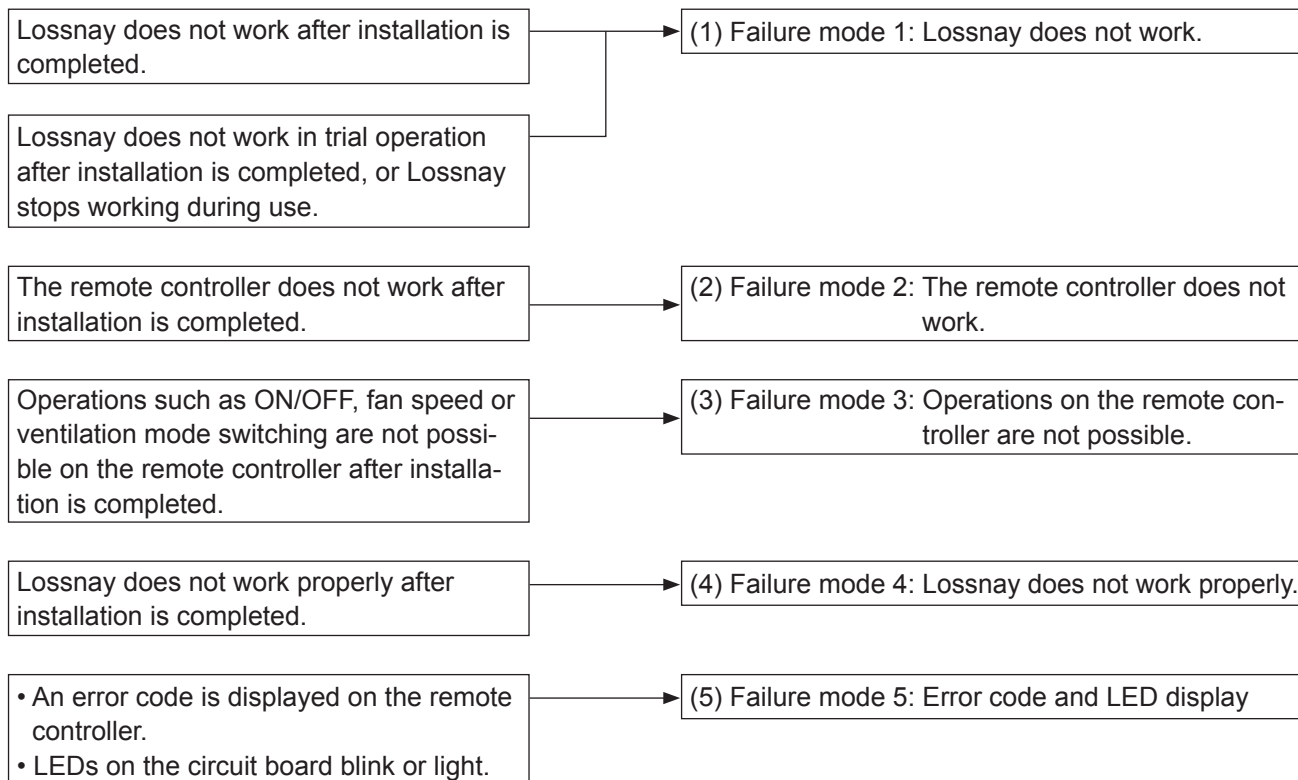 Lossnay does not work after installation is
completed.
(1) Failure mode 1: Lossnay does not work.
Lossnay does not work in trial operation
after installation is completed, or Lossnay
stops working during use.
The remote controller does not work after
installation is completed.
(2) Failure mode 2: The remote controller does not
work.
Operations such as ON/OFF, fan speed or
ventilation mode switching are not possi-
ble on the remote controller after installa-
tion is completed.
(3) Failure mode 3: Operations on the remote con-
troller are not possible.
Lossnay does not work properly after
installation is completed.
(4) Failure mode 4: Lossnay does not work properly.
• An error code is displayed on the remote
controller.
• LEDs on the circuit board blink or light.
(5) Failure mode 5: Error code and LED display